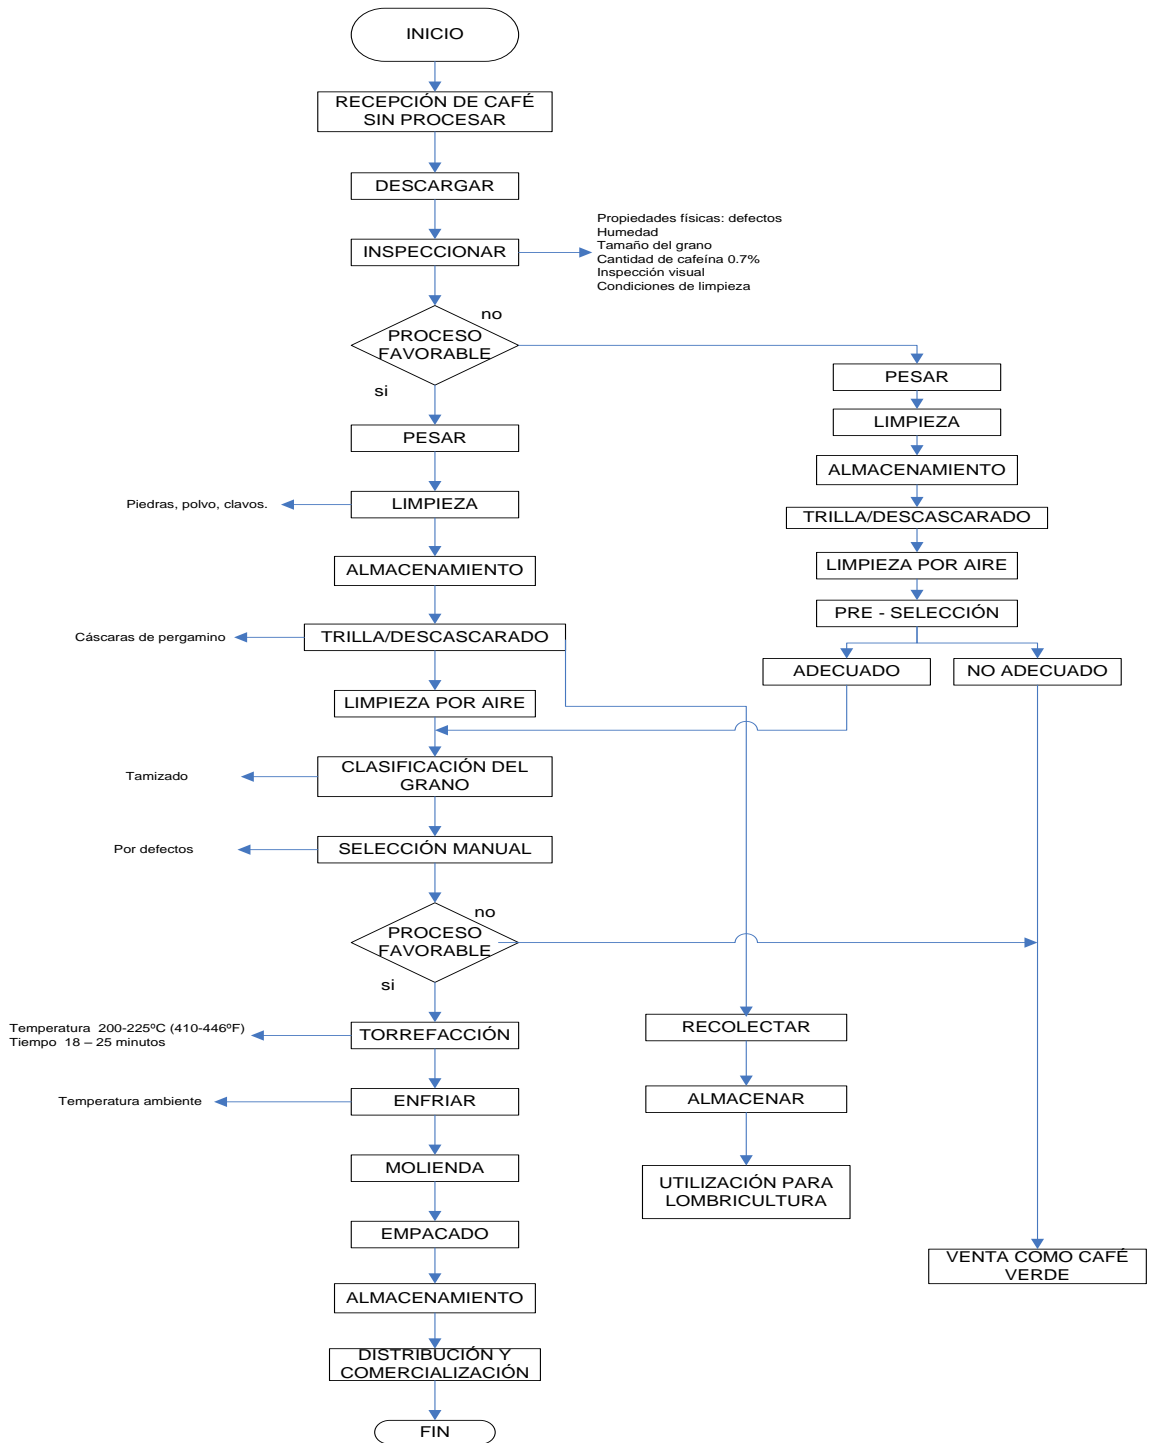 INICIO
RECEPCIÓN DE CAFÉ
SIN PROCESAR
DESCARGAR
INSPECCIONAR
Propiedades físicas: defectos
Humedad
Tamaño del grano
Cantidad de cafeína 0.7%
Inspección visual
Condiciones de limpieza
no
PROCESO
FAVORABLE
si
PESAR
LIMPIEZA
Piedras, polvo, clavos.
ALMACENAMIENTO
TRILLA/DESCASCARADO
Cáscaras de pergamino
LIMPIEZA POR AIRE
PESAR
LIMPIEZA
ALMACENAMIENTO
TRILLA/DESCASCARADO
LIMPIEZA POR AIRE
PRE - SELECCIÓN
ADECUADO
NO ADECUADO
CLASIFICACIÓN DEL
GRANO
Tamizado
SELECCIÓN MANUAL
Por defectos
no
PROCESO
FAVORABLE
si
TORREFACCIÓN
Temperatura 200-225ºC (410-446ºF)
Tiempo 18 – 25 minutos
ENFRIAR
Temperatura ambiente
MOLIENDA
EMPACADO
ALMACENAMIENTO
DISTRIBUCIÓN Y
COMERCIALIZACIÓN
FIN
RECOLECTAR
ALMACENAR
UTILIZACIÓN PARA
LOMBRICULTURA
VENTA COMO CAFÉ
VERDE